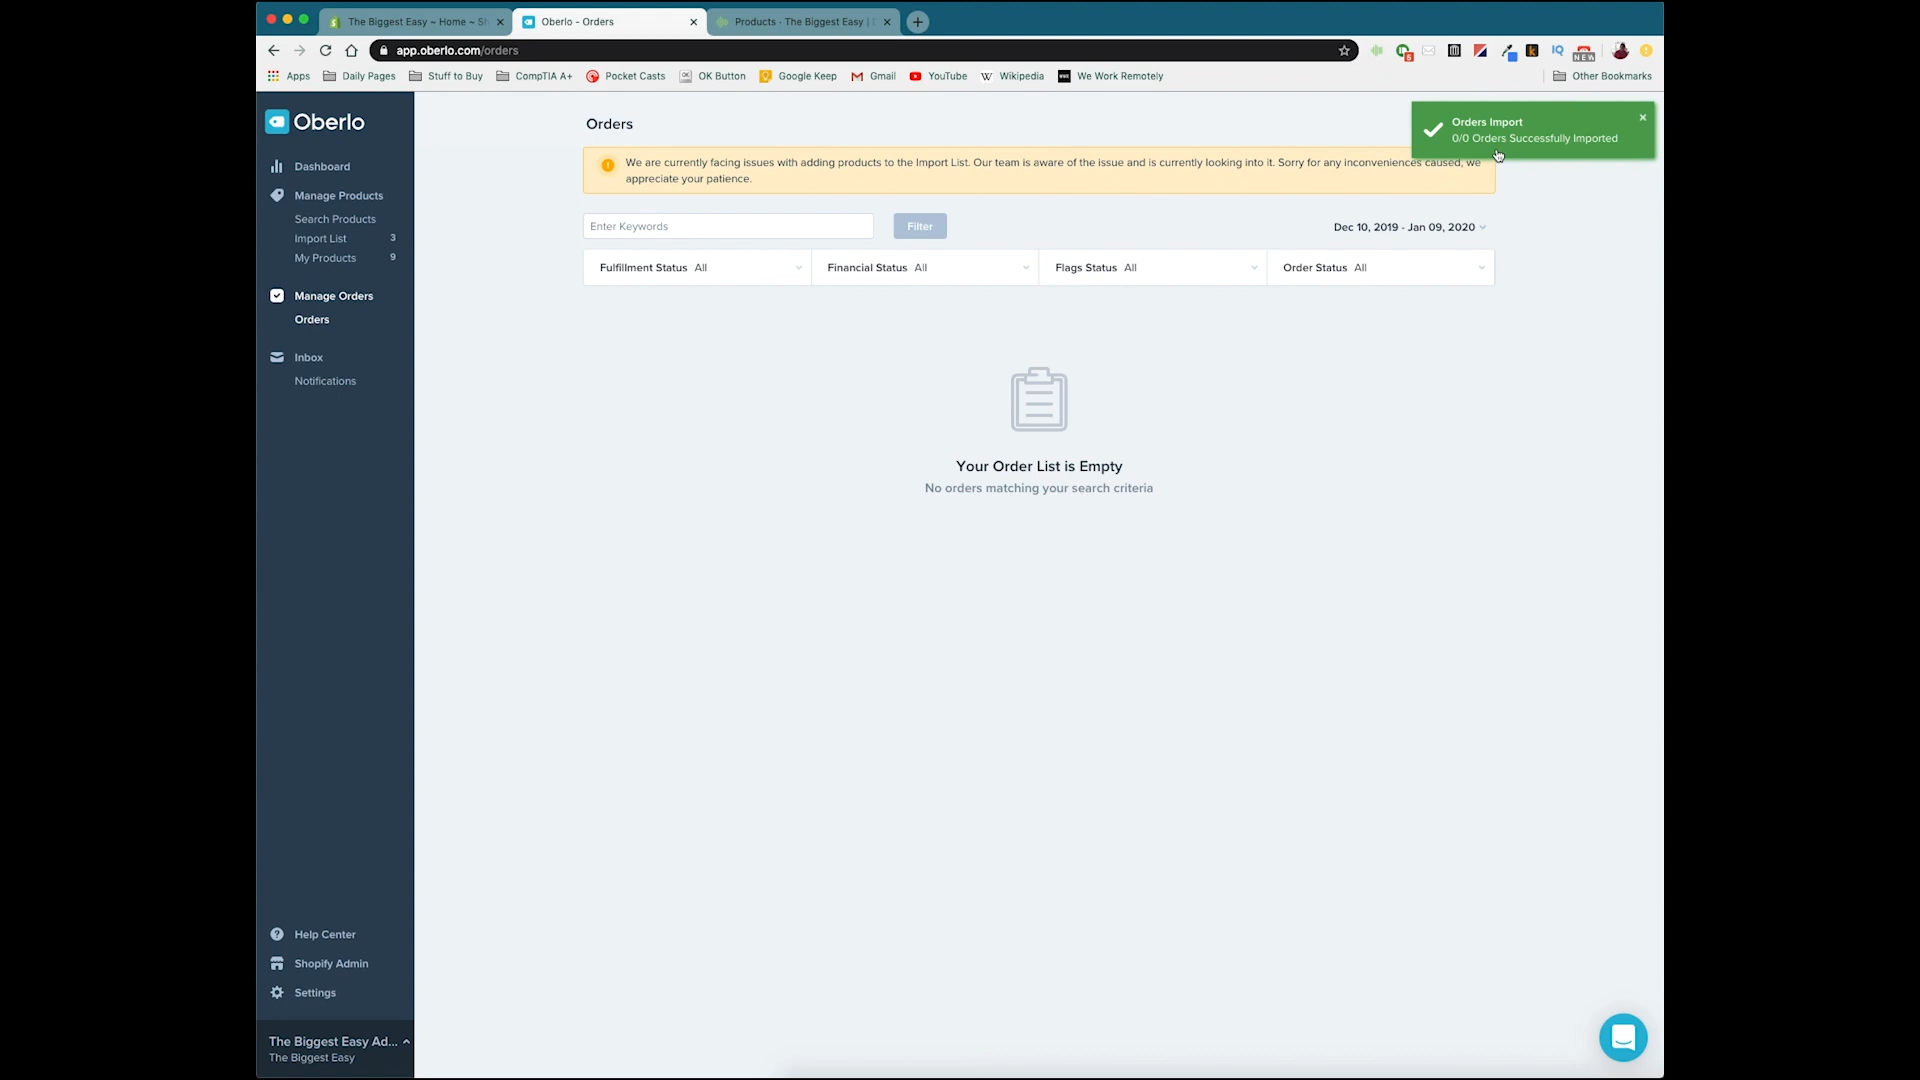 The Biggest Easy ~ Home ~ Sh
Oberlo - Orders
Products · The Biggest Easy |
app.oberlo.com/orders
5
IQ
NEW
Apps
Daily Pages
Stuff to Buy
CompTIA A+
Pocket Casts
OK Button
Google Keep
Gmail
YouTube
Wikipedia
We Work Remotely
Other Bookmarks
Oberlo
Dashboard
Manage Products
Search Products
Import List 3
My Products 9
Manage Orders
Orders
Inbox
Notifications
Help Center
Shopify Admin
Settings
The Biggest Easy Ad...
The Biggest Easy
Orders
Orders Import
0/0 Orders Successfully Imported
We are currently facing issues with adding products to the Import List. Our team is aware of the issue and is currently looking into it. Sorry for any inconveniences caused, we
appreciate your patience.
Enter Keywords
Filter
Dec 10, 2019 - Jan 09, 2020
Fulfillment Status All
Financial Status All
Flags Status All
Order Status All
Your Order List is Empty
No orders matching your search criteria